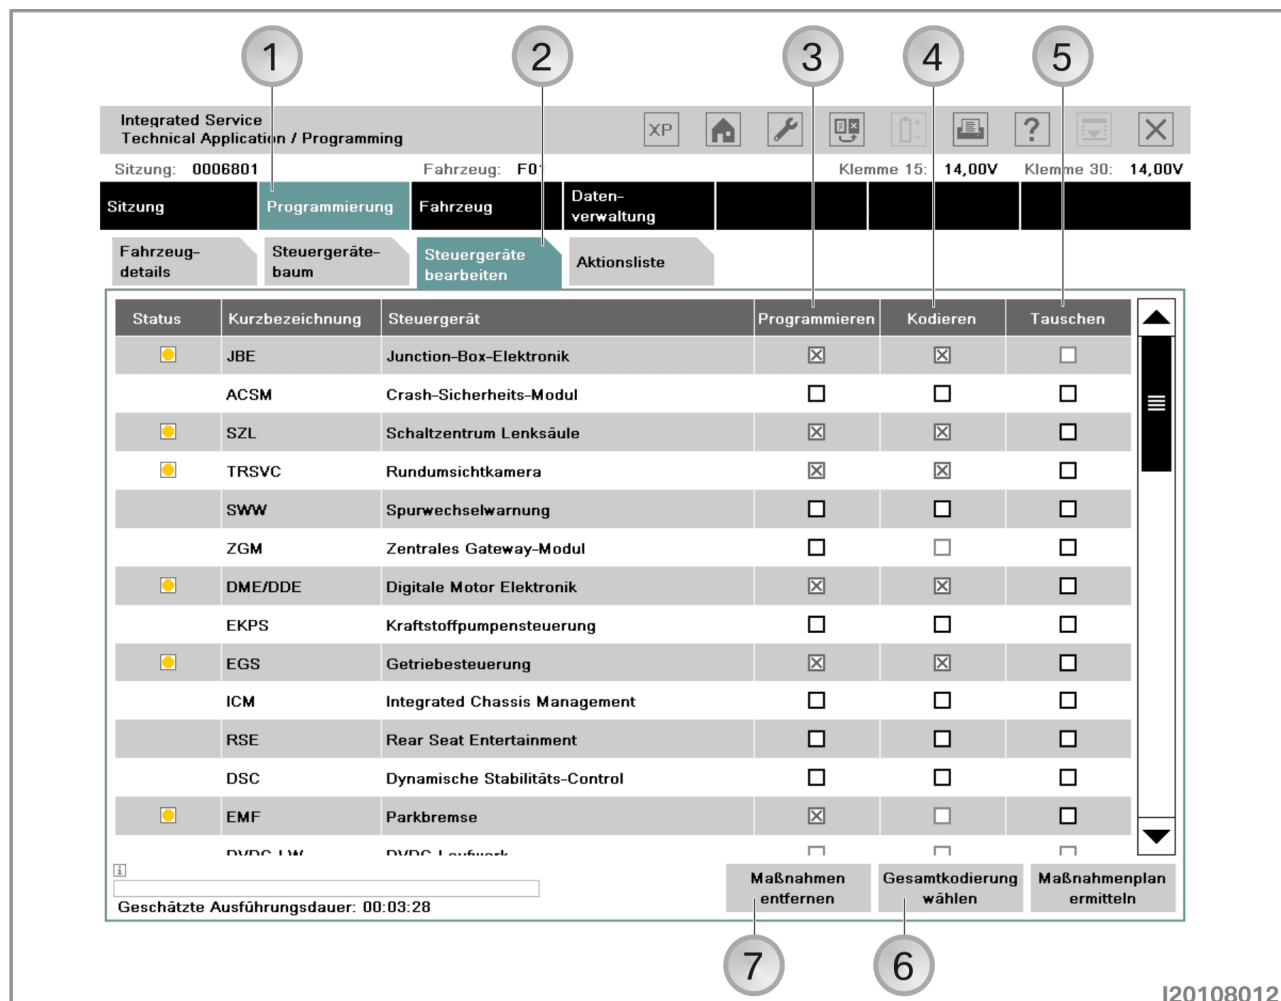 1 2 3 4 5
Integrated Service
Technical Application / Programming
XP ?
Sitzung: 0006801 Fahrzeug: F01 Klemme 15: 14,00V Klemme 30: 14,00V
Sitzung Programmierung Fahrzeug Daten-
verwaltung
Fahrzeug-
details
Steuergeräte-
baum
Steuergeräte
bearbeiten
Aktionsliste
Status Kurzbezeichnung Steuergerät Programmieren Kodieren Tauschen
JBE Junction-Box-Elektronik
ACSM Crash-Sicherheits-Modul
SZL Schaltzentrum Lenksäule
TRSVC Rundumsichtkamera
SWW Spurwechselwarnung
ZGM Zentrales Gateway-Modul
DME/DDE Digitale Motor Elektronik
EKPS Kraftstoffpumpensteuerung
EGS Getriebesteuerung
ICM Integrated Chassis Management
RSE Rear Seat Entertainment
DSC Dynamische Stabilitäts-Control
EMF Parkbremse
i
Geschätzte Ausführungsdauer: 00:03:28
Maßnahmen
entfernen
Gesamtkodierung
wählen
Maßnahmenplan
ermitteln
7 6
I20108012